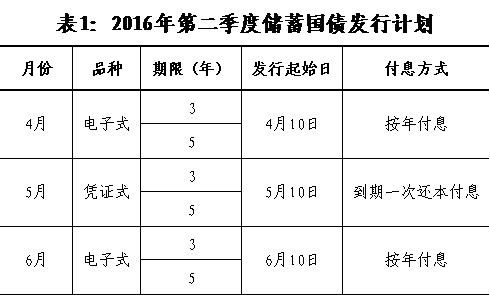 表1：2016年第二季度储蓄国债发行计划
月份 品种 期限（年） 发行起始日 付息方式
3
4月 电子式 4月10日 按年付息
5
3
5月 凭证式 5月10日 到期一次还本付息
5
3
6月 电子式 6月10日 按年付息
5